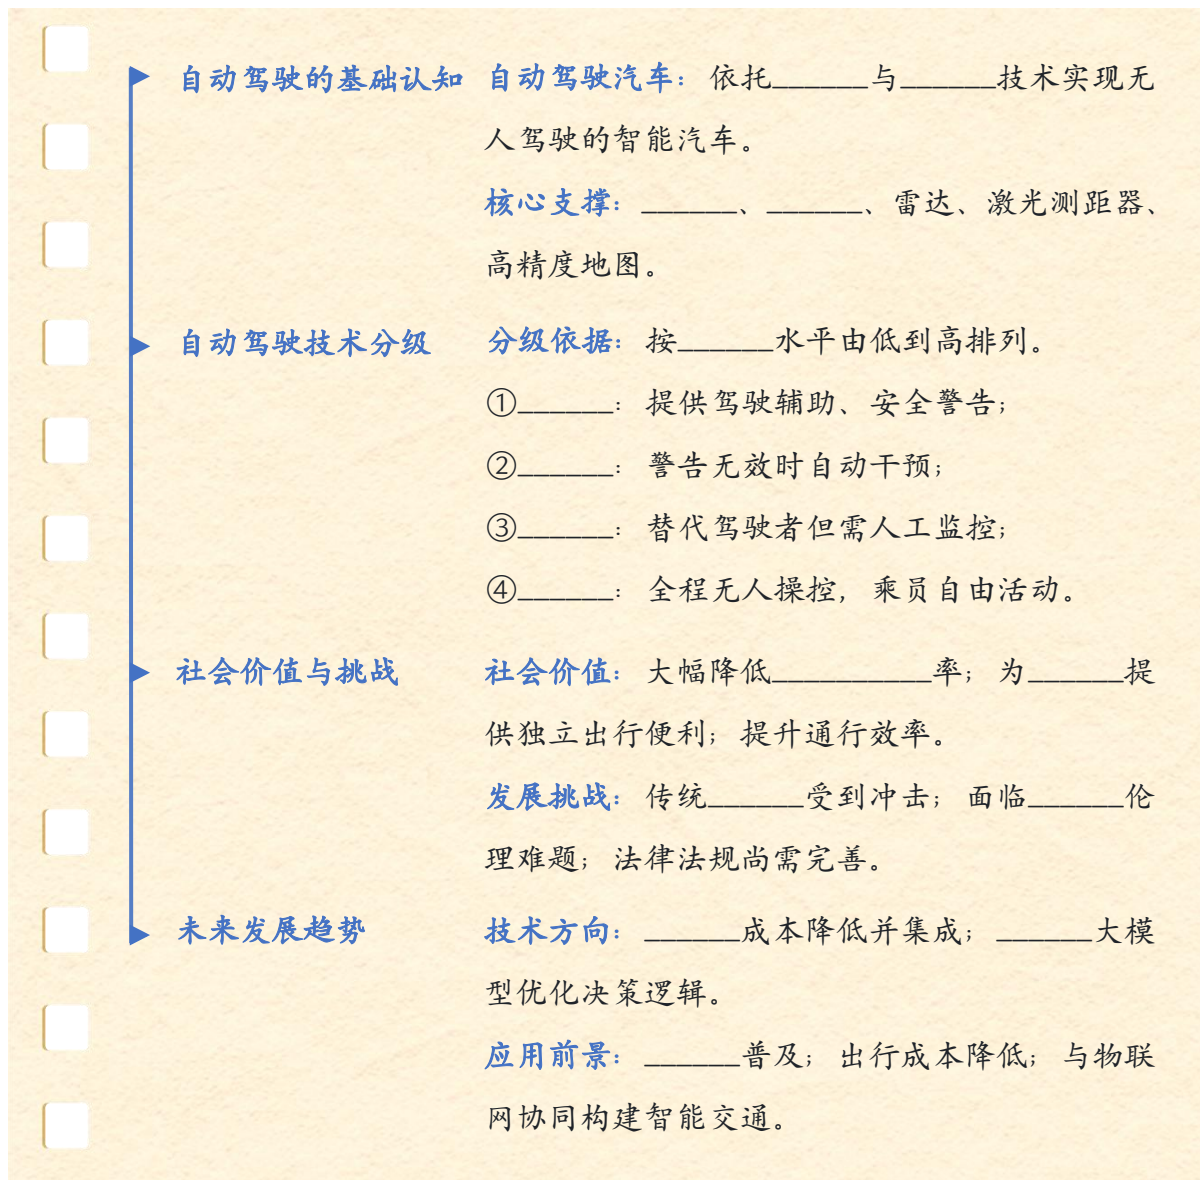 自动驾驶的基础认知 自动驾驶汽车：依托______与______技术实现无
人驾驶的智能汽车。
核心支撑：______、______、雷达、激光测距器、
高精度地图。
自动驾驶技术分级 分级依据：按______水平由低到高排列。
①______：提供驾驶辅助、安全警告；
②______：警告无效时自动干预；
③______：替代驾驶者但需人工监控；
④______：全程无人操控，乘员自由活动。
社会价值与挑战 社会价值：大幅降低__________率；为______提
供独立出行便利；提升通行效率。
发展挑战：传统______受到冲击；面临______伦
理难题；法律法规尚需完善。
未来发展趋势 技术方向：______成本降低并集成；______大模
型优化决策逻辑。
应用前景：______普及；出行成本降低；与物联
网协同构建智能交通。